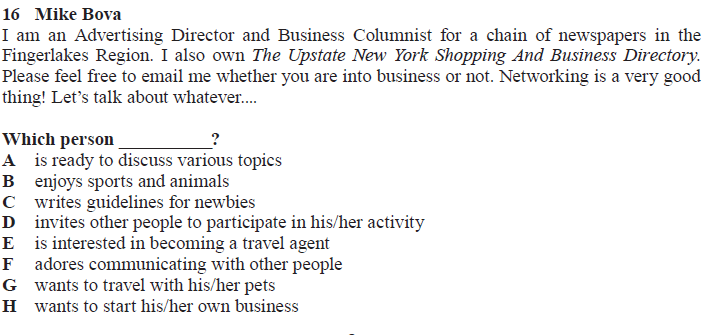 16 Mike Bova
I am an Advertising Director and Business Columnist for a chain of newspapers in the
Fingerlakes Region. I also own The Upstate New York Shopping And Business Directory.
Please feel free to email me whether you are into business or not. Networking is a very good
thing! Let's talk about whatever....
Which person __________?
A is ready to discuss various topics
B enjoys sports and animals
C writes guidelines for newbies
D invites other people to participate in his/her activity
E is interested in becoming a travel agent
F adores communicating with other people
G wants to travel with his/her pets
H wants to start his/her own business